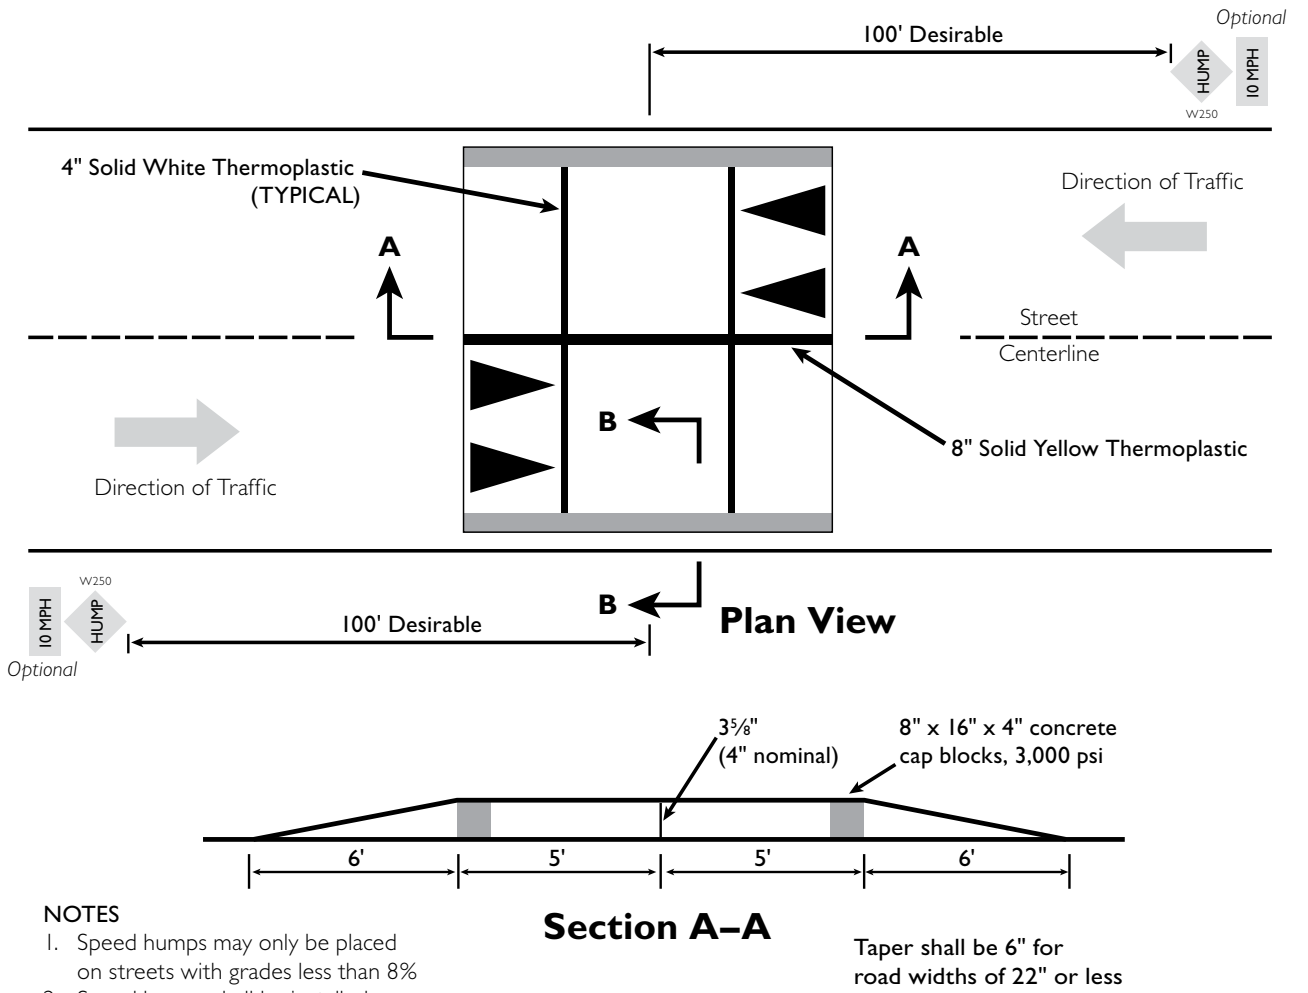 Optional
100' Desirable
HUMP
10 MPH
W250
4" Solid White Thermoplastic
(TYPICAL)
Direction of Traffic
A
A
Street
Centerline
B
8" Solid Yellow Thermoplastic
Direction of Traffic
W250
10 MPH
HUMP
Optional
100' Desirable
B
Plan View
3⅝"
(4" nominal)
8" x 16" x 4" concrete
cap blocks, 3,000 psi
6'
5'
5'
6'
Section A–A
NOTES
1. Speed humps may only be placed
on streets with grades less than 8%
Taper shall be 6" for
road widths of 22" or less